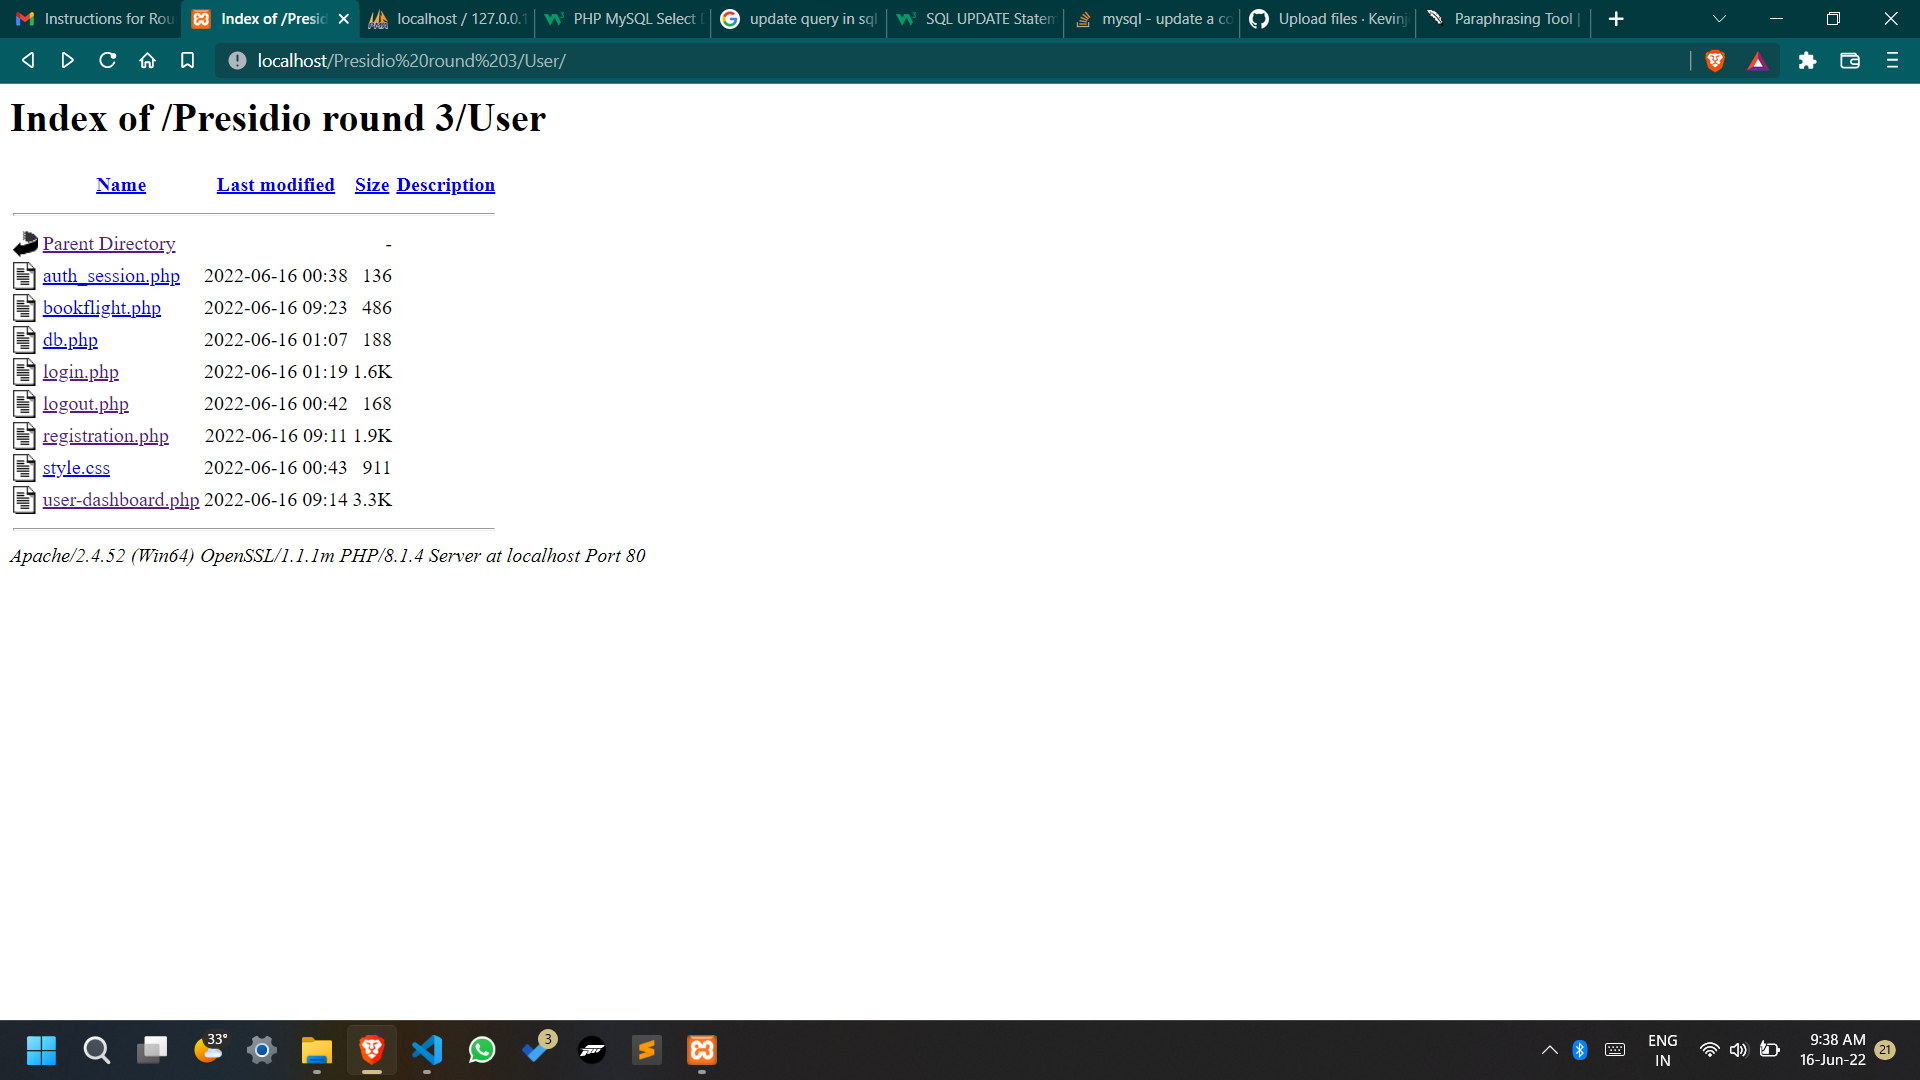 Instructions for Rou
Index of /Presid
localhost / 127.0.0.1
PHP MySQL Select D
update query in sql
SQL UPDATE Statem
mysql - update a co
Upload files · Kevinj
Paraphrasing Tool |
localhost/Presidio%20round%203/User/
Index of /Presidio round 3/User
Name Last modified Size Description
Parent Directory -
auth_session.php 2022-06-16 00:38 136
bookflight.php 2022-06-16 09:23 486
db.php 2022-06-16 01:07 188
login.php 2022-06-16 01:19 1.6K
logout.php 2022-06-16 00:42 168
registration.php 2022-06-16 09:11 1.9K
style.css 2022-06-16 00:43 911
user-dashboard.php 2022-06-16 09:14 3.3K
Apache/2.4.52 (Win64) OpenSSL/1.1.1m PHP/8.1.4 Server at localhost Port 80
33°
3
ENG
IN
9:38 AM
16-Jun-22
21